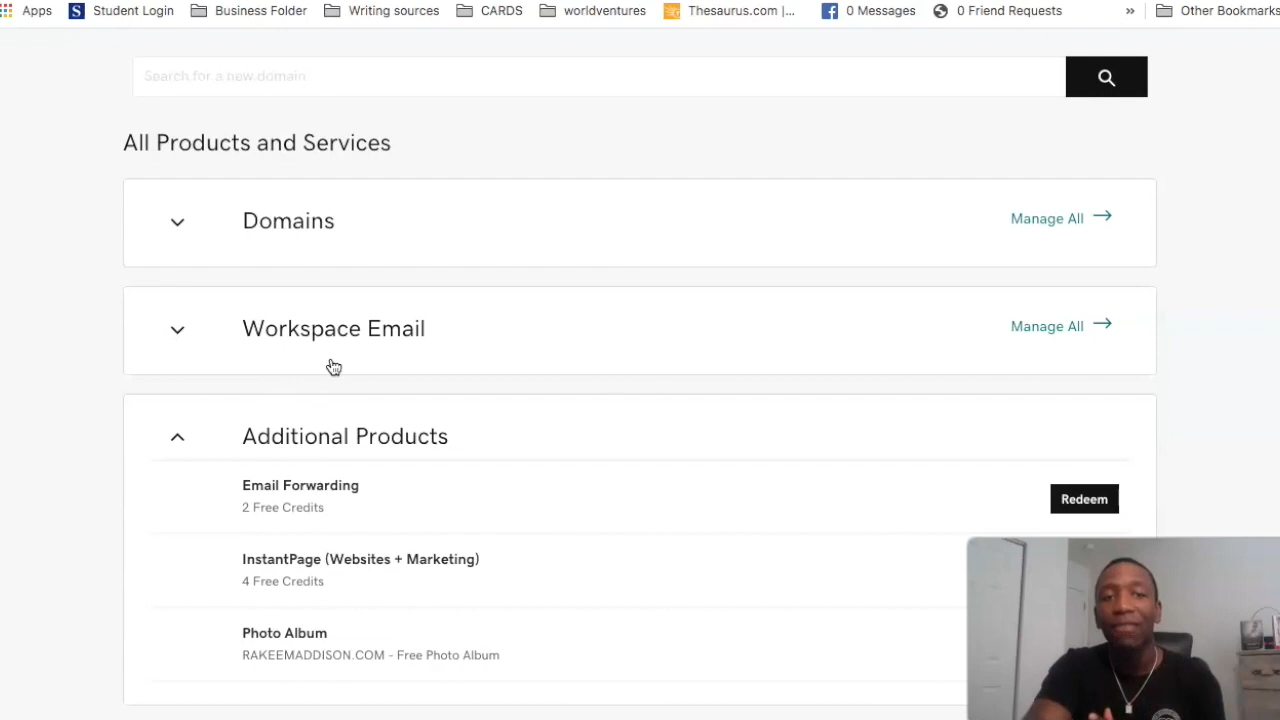 Apps S Student Login Business Folder Writing sources CARBS worldventures Thesaurus.com |... 0 Messages 0 Friend Requests » Other Bookmarks
Search for a new domain
All Products and Services
Domains Manage All
Workspace Email Manage All
Additional Products
Email Forwarding
2 Free Credits
Redeem
InstantPage (Websites + Marketing)
4 Free Credits
Photo Album
RAKEEMADDISON.COM - Free Photo Album